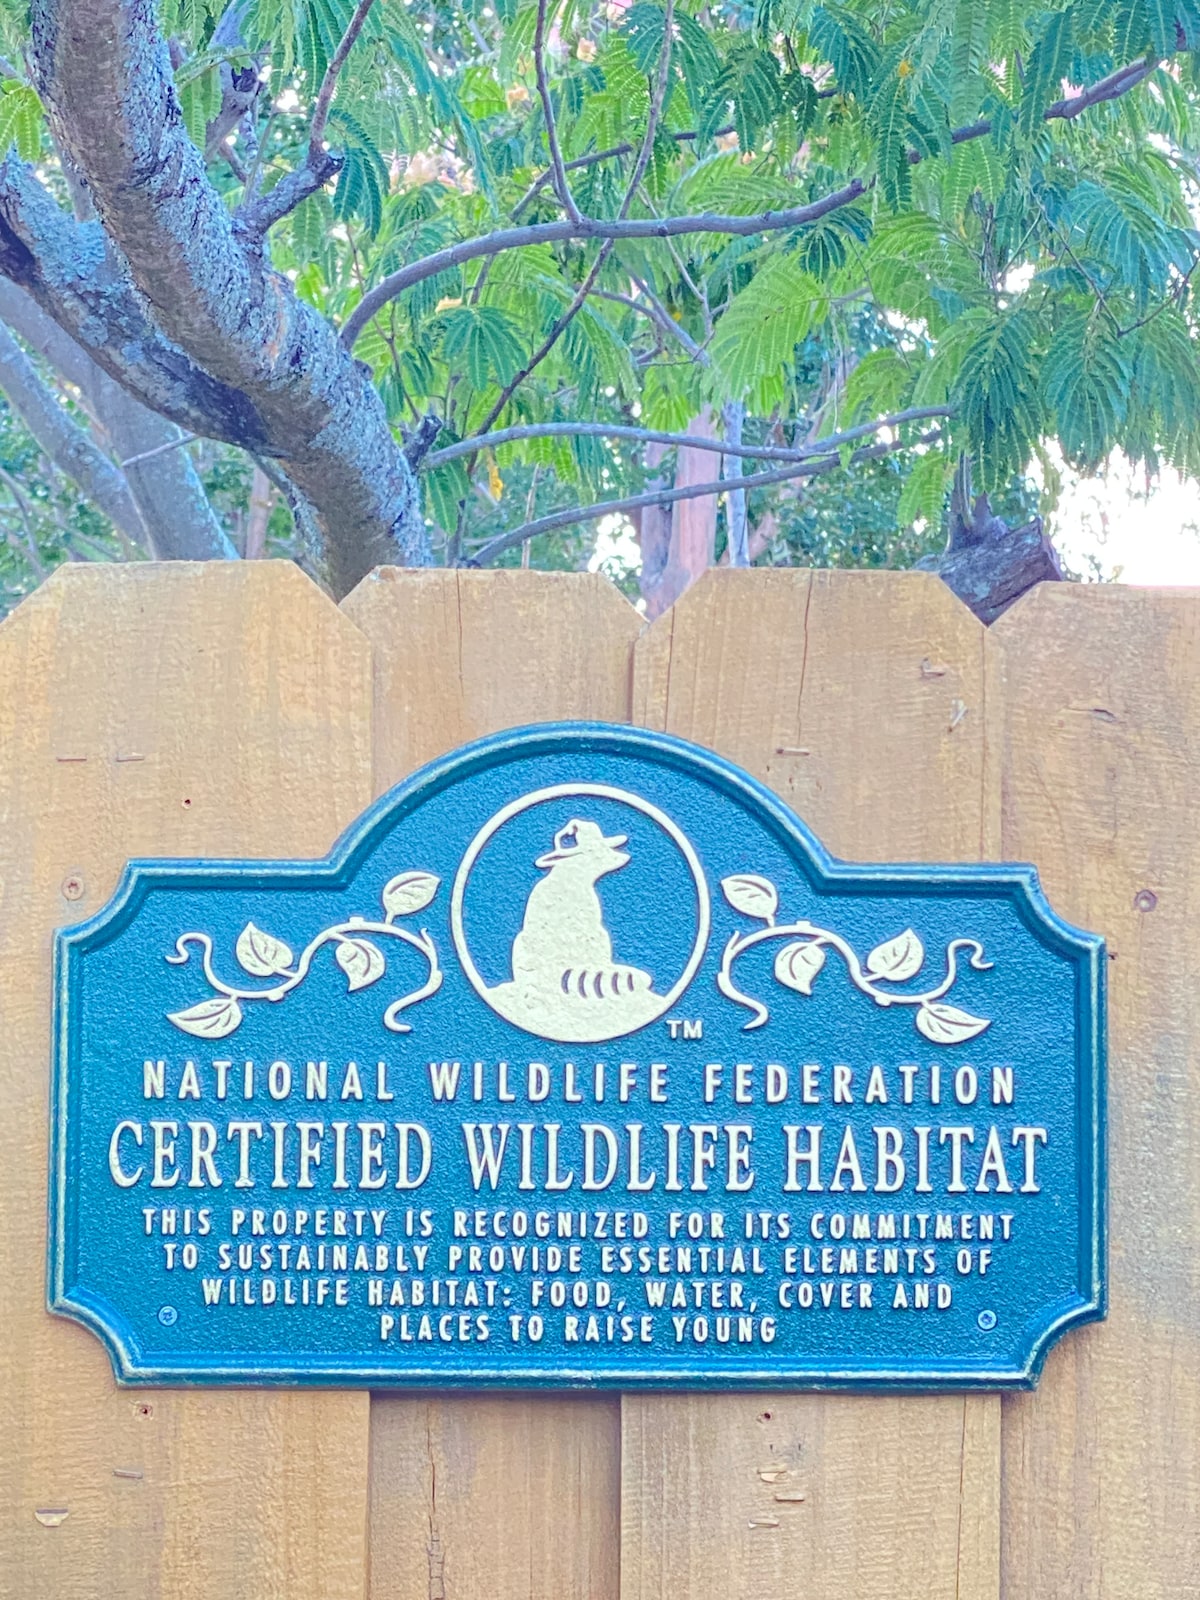 TM
NATIONAL WILDLIFE FEDERATION
CERTIFIED WILDLIFE HABITAT
THIS PROPERTY IS RECOGNIZED FOR ITS COMMITMENT
TO SUSTAINABLY PROVIDE ESSENTIAL ELEMENTS OF
WILDLIFE HABITAT: FOOD, WATER, COVER AND
PLACES TO RAISE YOUNG